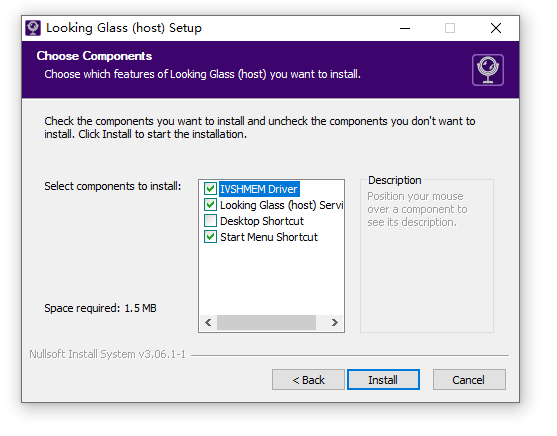 Looking Glass (host) Setup
Choose Components
Choose which features of Looking Glass (host) you want to install.
Check the components you want to install and uncheck the components you don't want to
install. Click Install to start the installation.
Select components to install:
IVSHMEM Driver
Looking Glass (host) Servi
Desktop Shortcut
Start Menu Shortcut
Description
Position your mouse
over a component to
see its description.
Space required: 1.5 MB
Nullsoft Install System v3.06.1-1
< Back
Install
Cancel